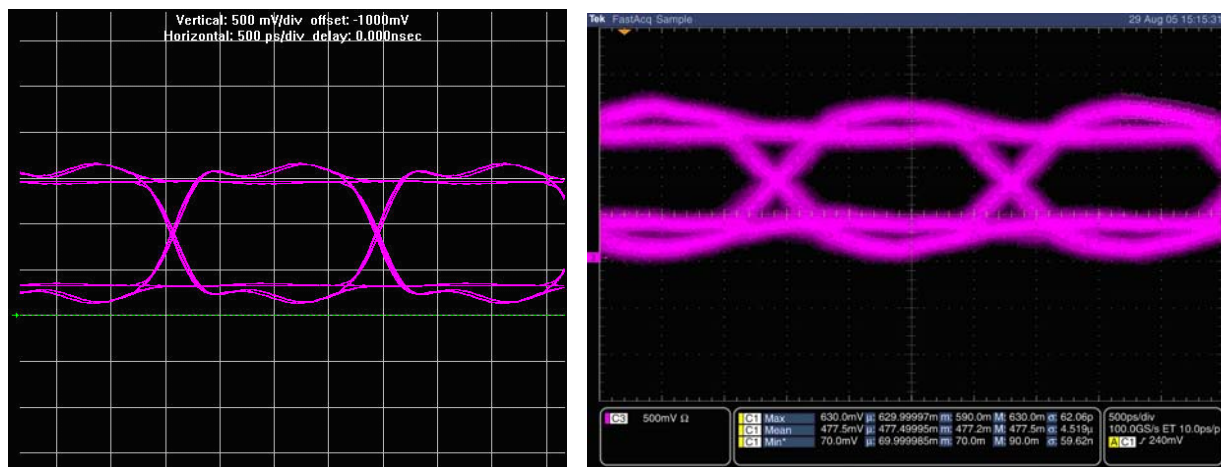 Vertical: 500 mV/div offset: -1000mV
Horizontal: 500 ps/div delay: 0.000nsec
Tek FastAcq Sample 29 Aug 05 15:15:31
C3 500mV Ω
C1 Max 630.0mV µ: 629.99997m m: 590.0m M: 630.0m σ: 62.06p
C1 Mean 477.5mV µ: 477.49995m m: 477.2m M: 477.5m σ: 4.519µ
C1 Min* 70.0mV µ: 69.999985m m: 70.0m M: 90.0m σ: 59.62n
500ps/div
100.0GS/s ET 10.0ps/p
A C1 240mV